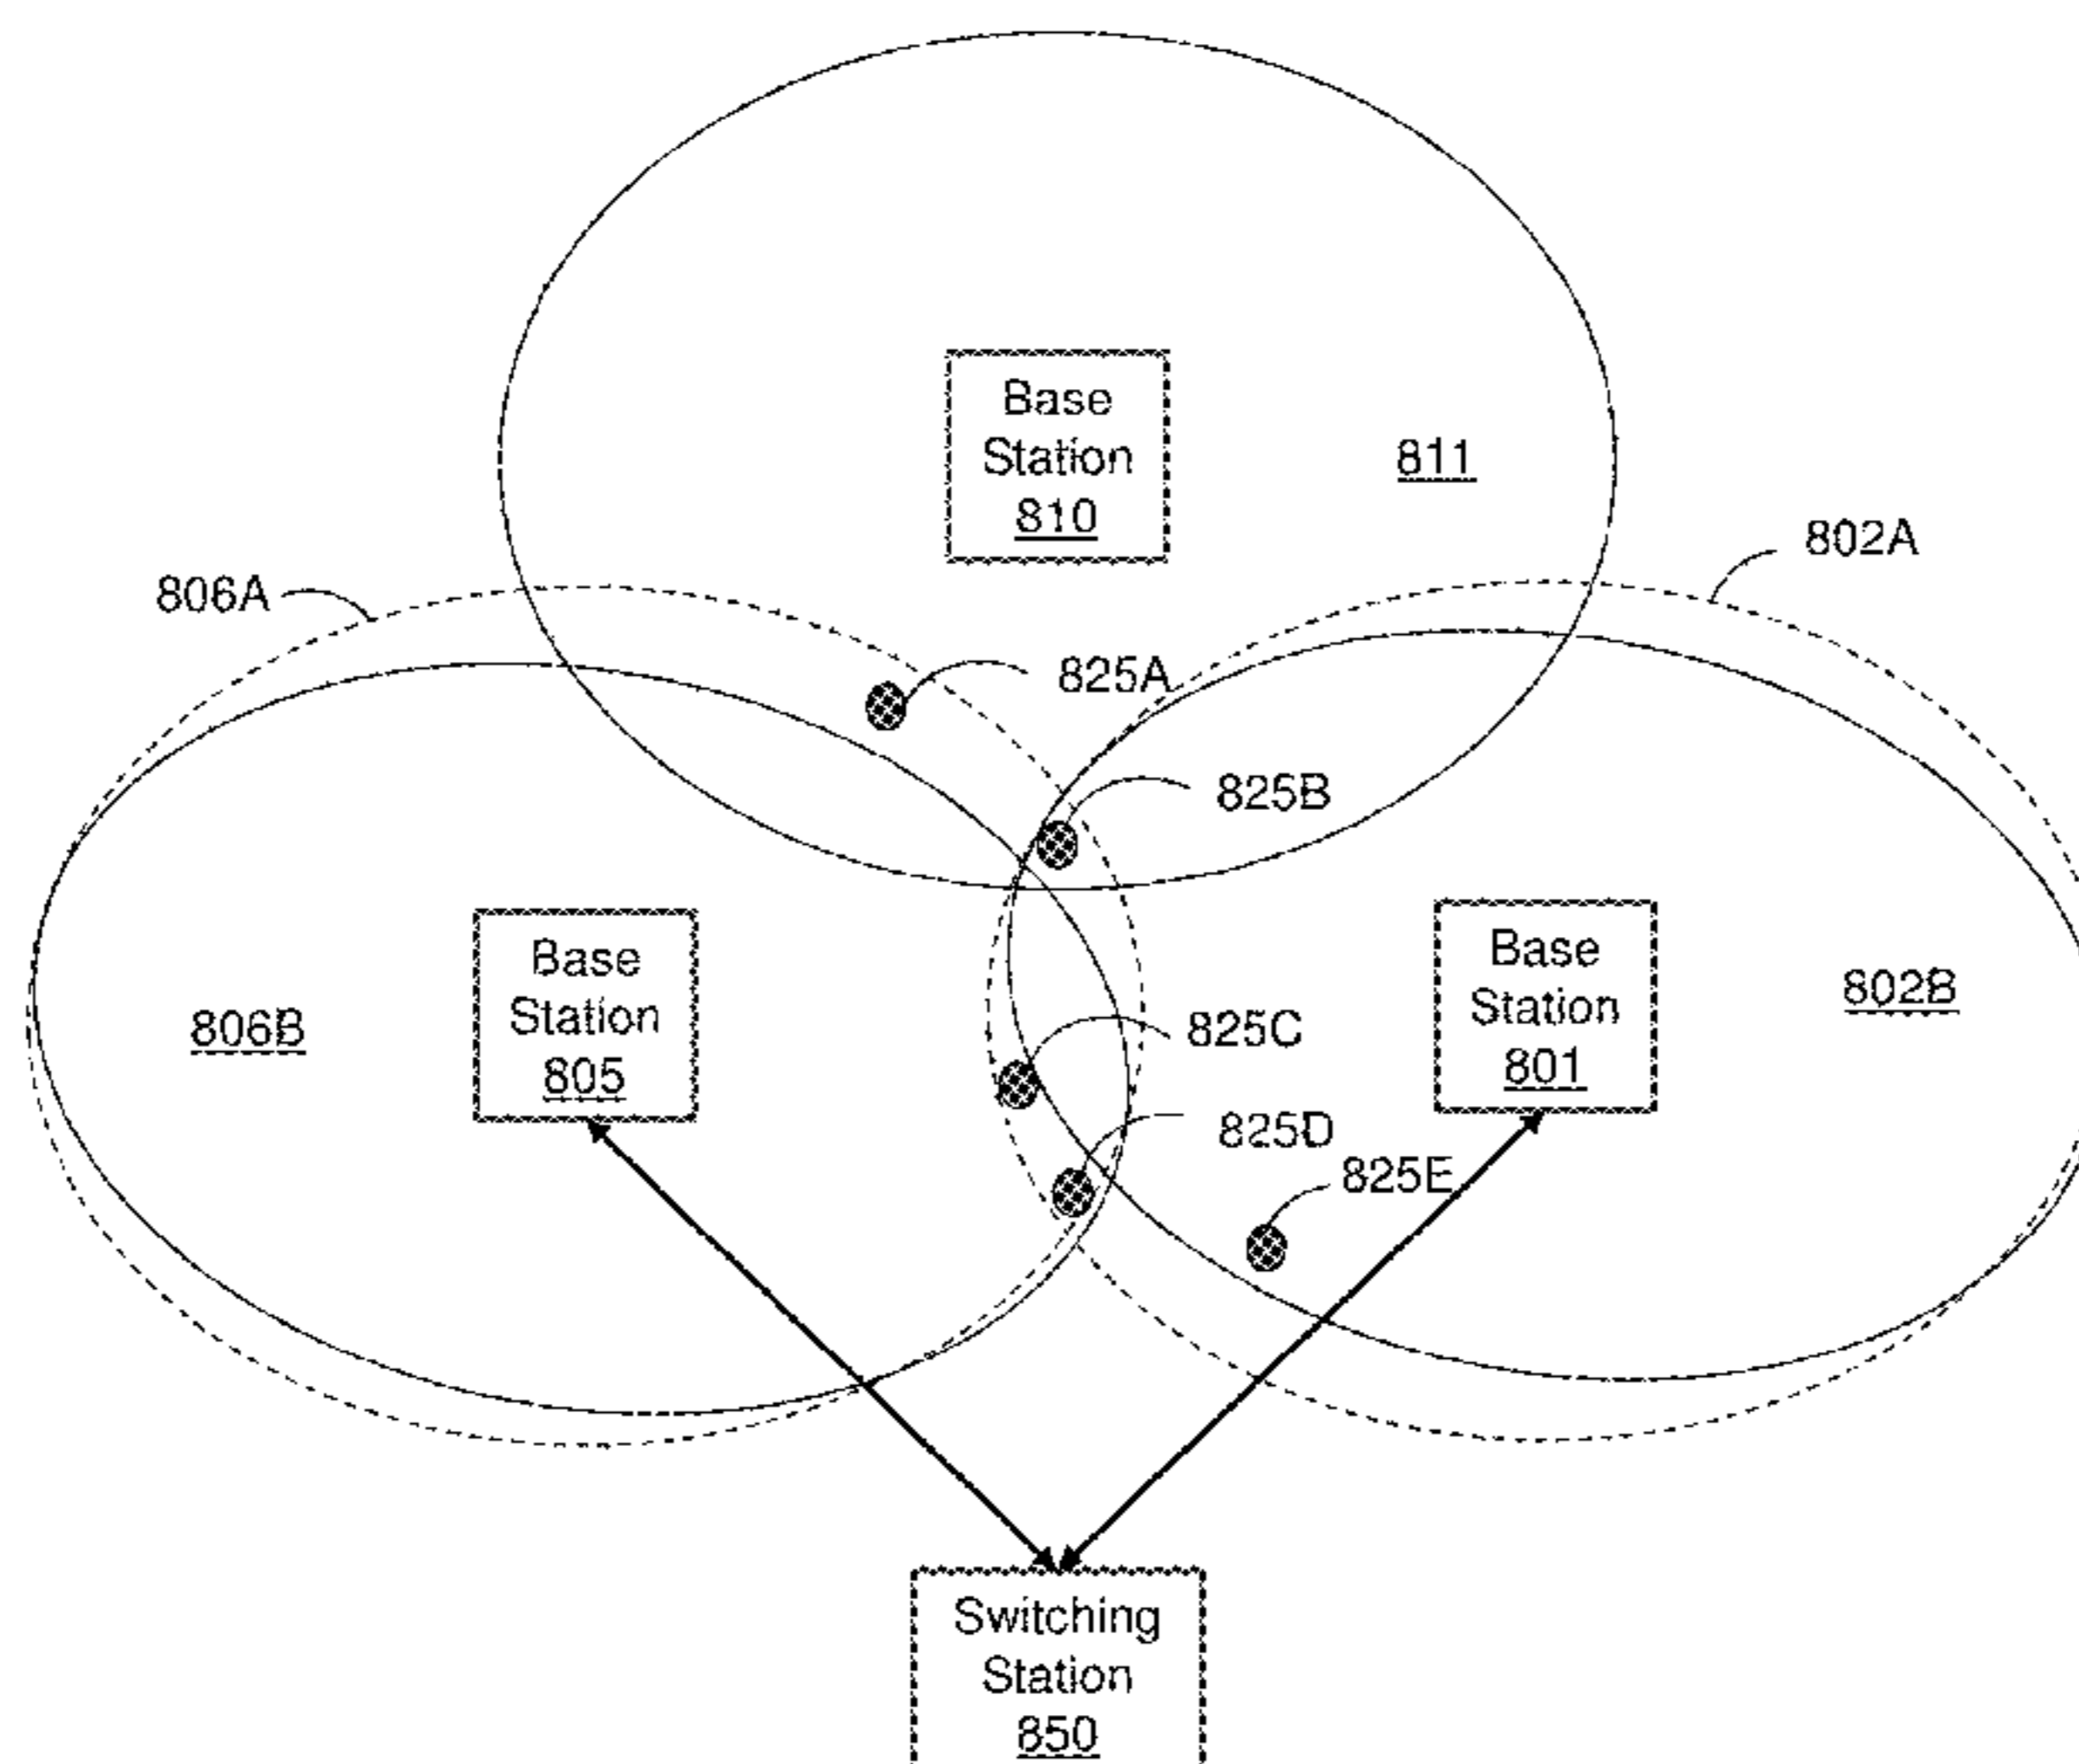 Base
Station
810
811
802A
806A
825A
825B
Base
Station
805
806B
Base
Station
801
802B
825C
825D
825E
Switching
Station
850